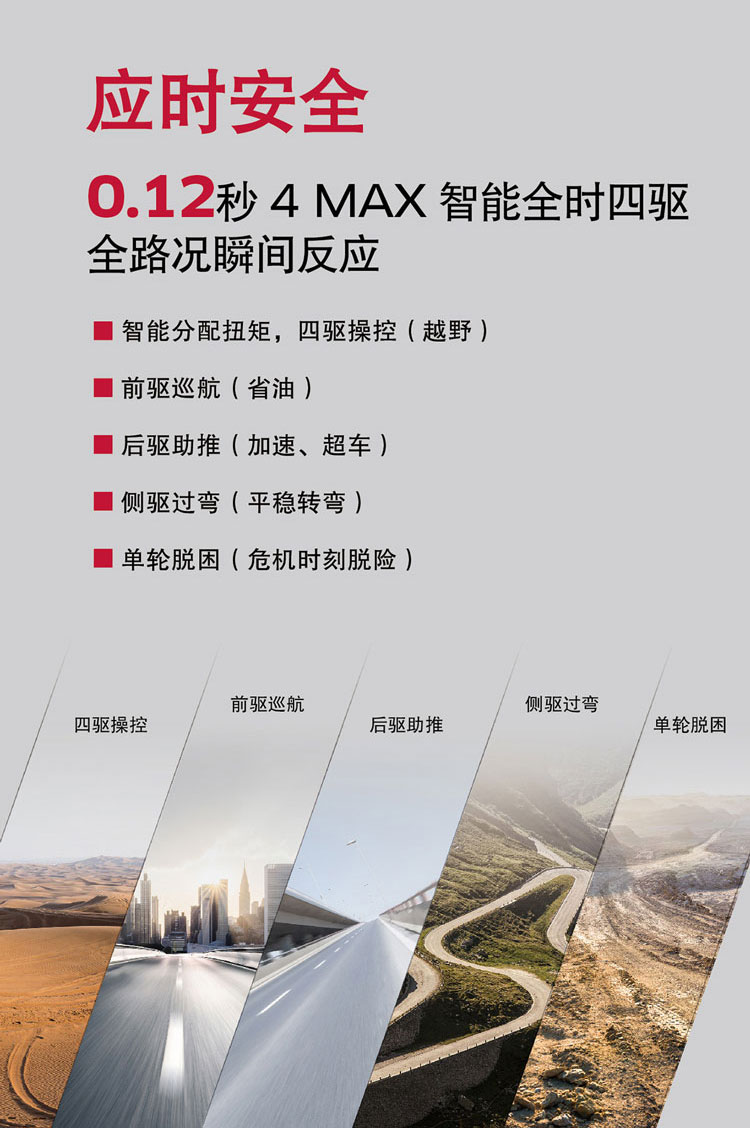 应时安全
0.12秒 4 MAX 智能全时四驱
全路况瞬间反应
智能分配扭矩，四驱操控（越野）
前驱巡航（省油）
后驱助推（加速、超车）
侧驱过弯（平稳转弯）
单轮脱困（危机时刻脱险）
四驱操控
前驱巡航
后驱助推
侧驱过弯
单轮脱困